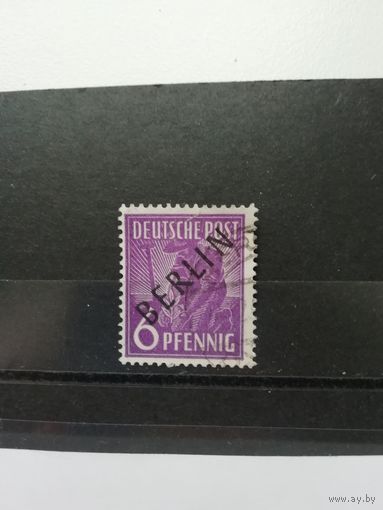 DEUTSCHE POST
BERLIN
6 PFENNIG
www.ay.by